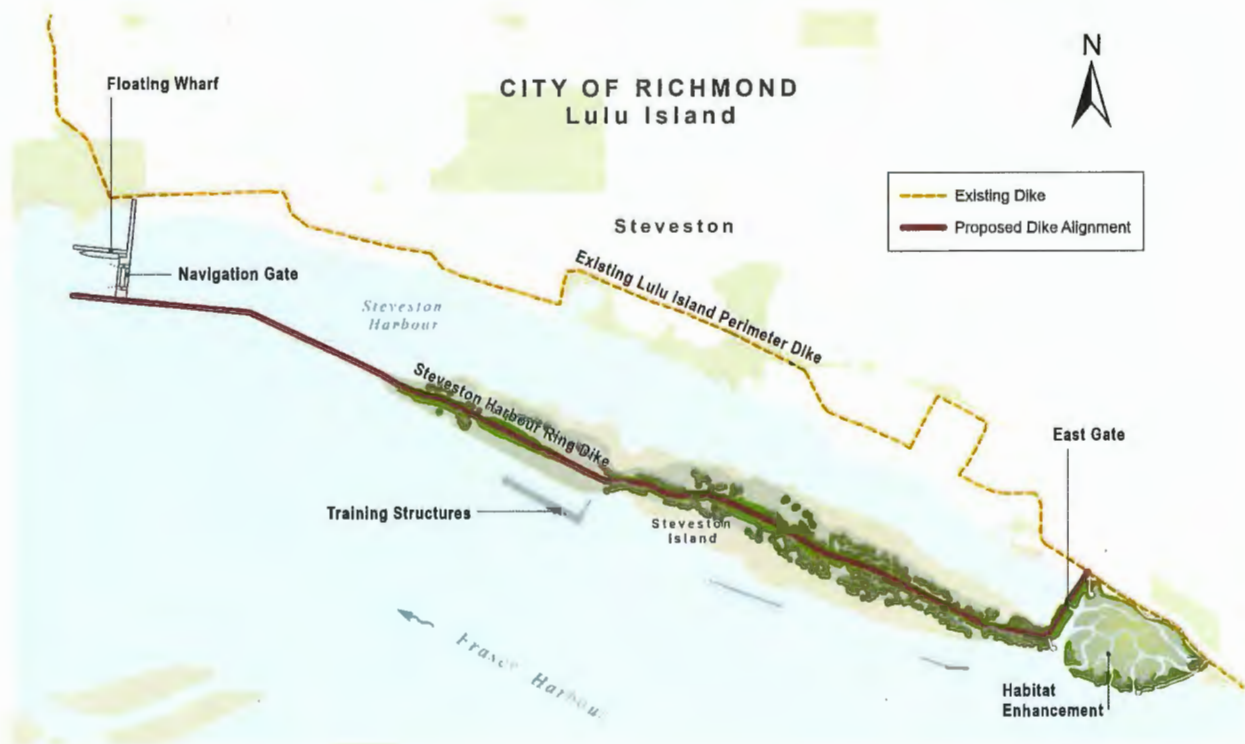 Floating Wharf
CITY OF RICHMOND
Lulu Island
N
Existing Dike
Proposed Dike Alignment
Steveston
Navigation Gate
Existing Lulu Island Perimeter Dike
Steveston
Harbour
Steveston Harbour Ring Dike
East Gate
Training Structures
Steveston
Island
Fraser Harbour
Habitat
Enhancement